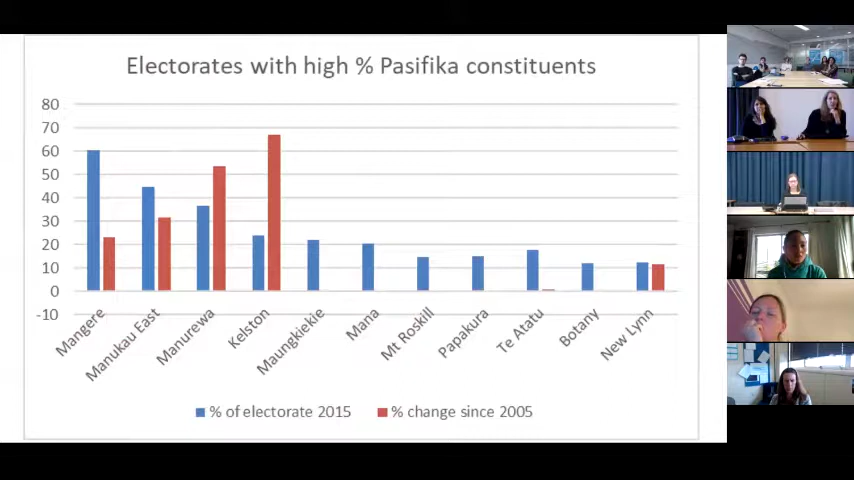 Electorates with high % Pasifika constituents
80
70
60
50
40
30
20
10
0
-10
Mangere
Manukau East
Manurewa
Kelston
Maungkiekie
Mana
Mt Roskill
Papakura
Te Atatu
Botany
New Lynn
% of electorate 2015
% change since 2005